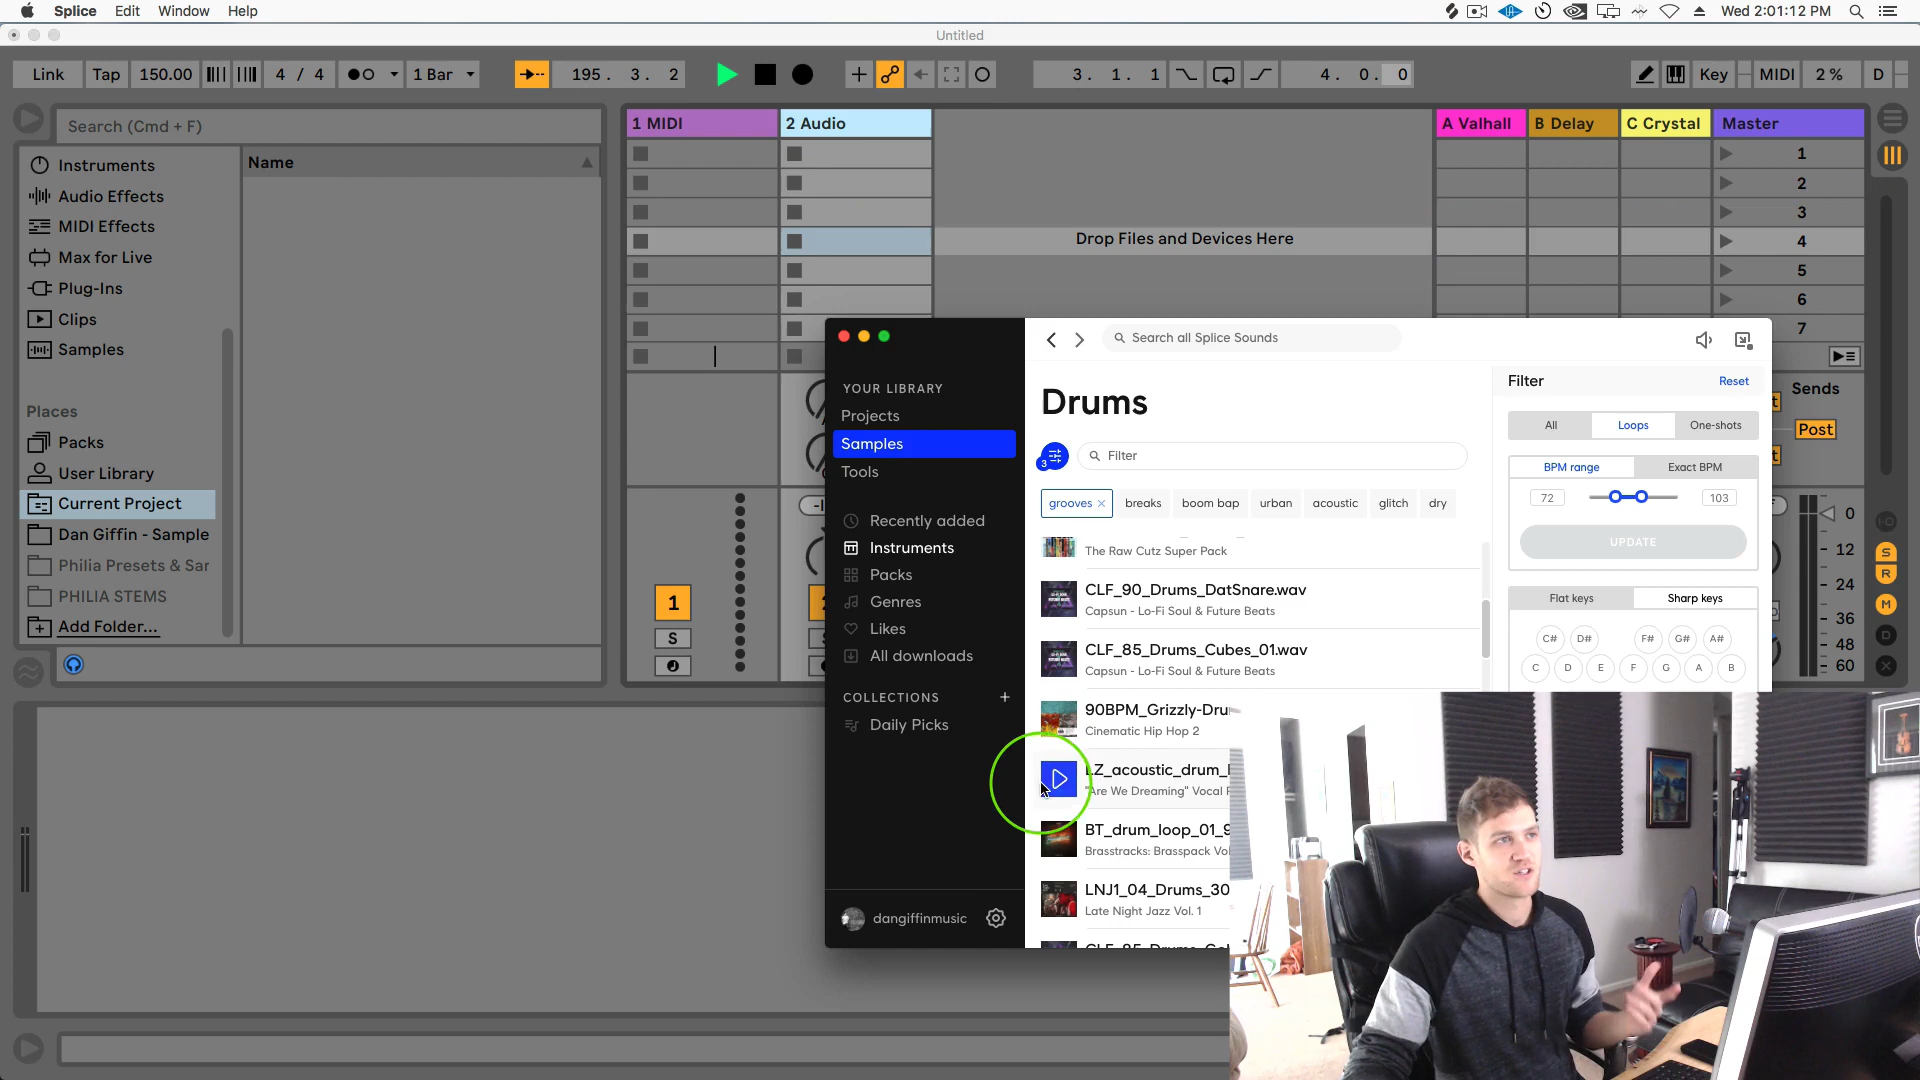 Splice Edit Window Help
Wed 2:01:12 PM
Untitled
Link Tap 150.00 4 / 4 1 Bar 195. 3. 2 3. 1. 1 4. 0. 0 Key MIDI 2 % D
Search (Cmd + F)
Name
Instruments
Audio Effects
MIDI Effects
Max for Live
Plug-Ins
Clips
Samples
Places
Packs
User Library
Current Project
Dan Giffin - Sample
Philia Presets & Sar
PHILIA STEMS
Add Folder...
1 MIDI 2 Audio A Valhall B Delay C Crystal Master
1
2
3
Drop Files and Devices Here 4
5
6
7
Sends
Post
0
12
24
36
48
60
S
R
M
D
1
S
YOUR LIBRARY
Projects
Samples
Tools
Recently added
Instruments
Packs
Genres
Likes
All downloads
COLLECTIONS +
Daily Picks
dangiffinmusic
Search all Splice Sounds
Drums
3
Filter
grooves breaks boom bap urban acoustic glitch dry
The Raw Cutz Super Pack
CLF_90_Drums_DatSnare.wav
Capsun - Lo-Fi Soul & Future Beats
CLF_85_Drums_Cubes_01.wav
Capsun - Lo-Fi Soul & Future Beats
90BPM_Grizzly-Dru
Cinematic Hip Hop 2
LZ_acoustic_drum_l
"Are We Dreaming" Vocal
BT_drum_loop_01_9
Brasstracks: Brasspack Vo
LNJ1_04_Drums_30
Late Night Jazz Vol. 1
Filter Reset
All Loops One-shots
BPM range Exact BPM
72 103
UPDATE
Flat keys Sharp keys
C# D# F# G# A#
C D E F G A B